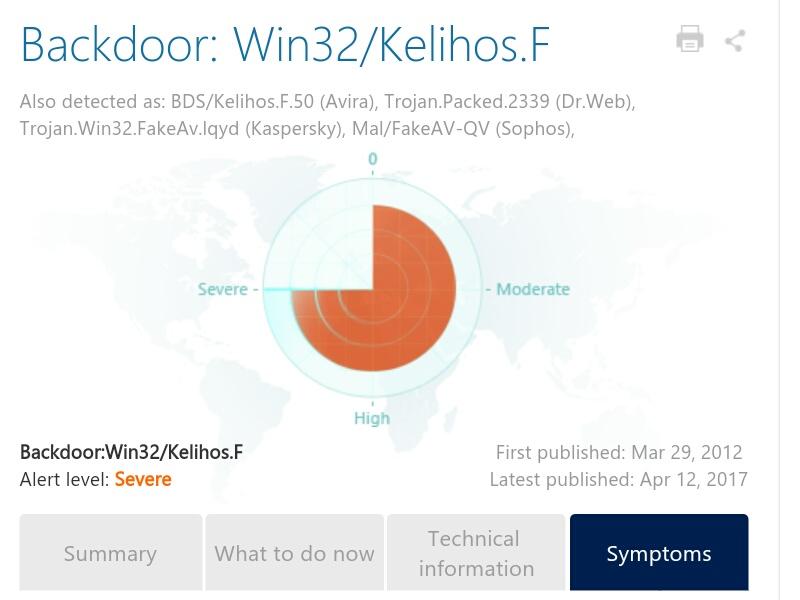 Backdoor: Win32/Kelihos.F
Also detected as: BDS/Kelihos.F.50 (Avira), Trojan.Packed.2339 (Dr.Web),
Trojan.Win32.FakeAv.lqyd (Kaspersky), Mal/FakeAV-QV (Sophos),
0
Severe -
- Moderate
High
Backdoor:Win32/Kelihos.F
First published: Mar 29, 2012
Alert level: Severe
Latest published: Apr 12, 2017
Summary
What to do now
Technical
information
Symptoms